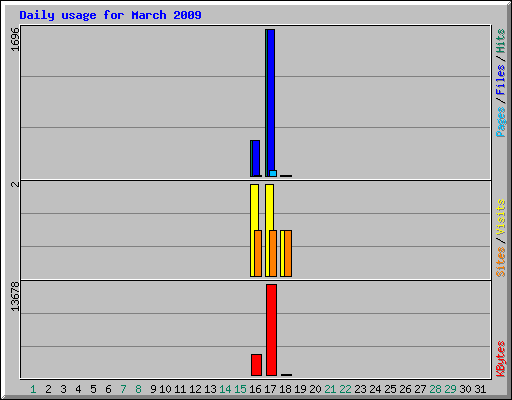 Daily usage for March 2009
1696
2
13678
Pages/Files/Hits
Sites/Visits
KBytes
1 2 3 4 5 6 7 8 9 10 11 12 13 14 15 16 17 18 19 20 21 22 23 24 25 26 27 28 29 30 31